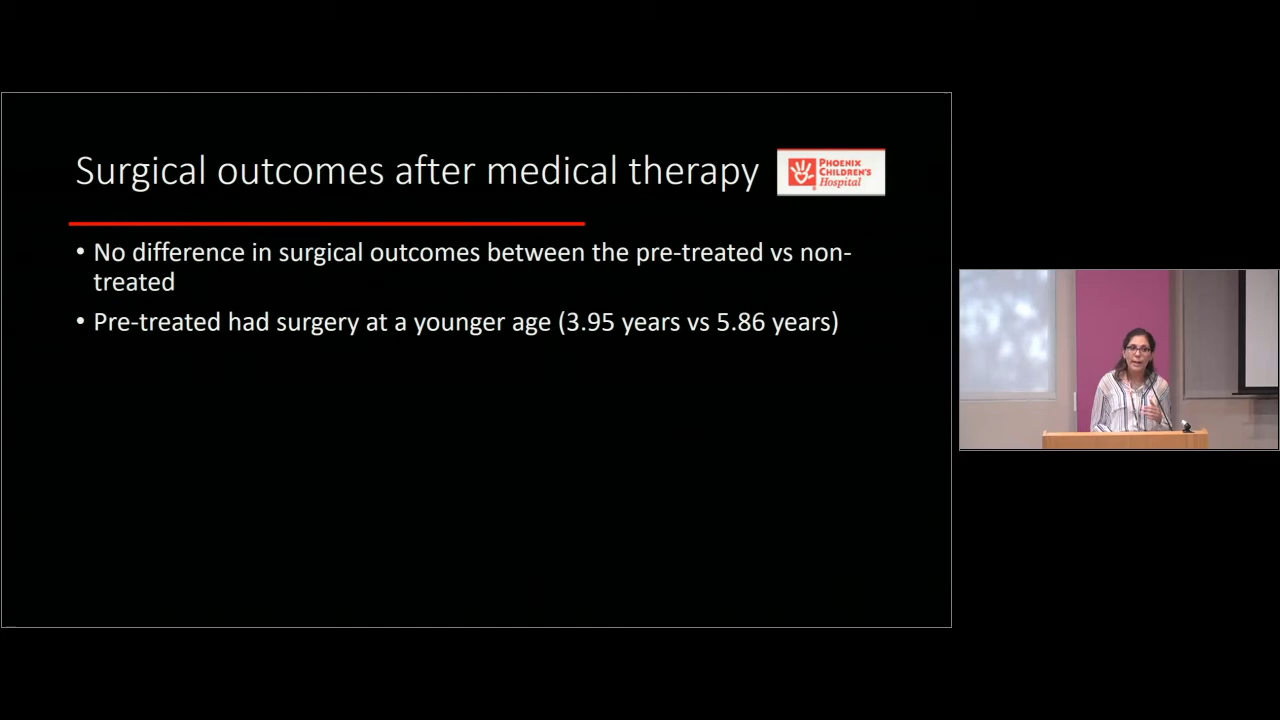 Surgical outcomes after medical therapy
PHOENIX
CHILDREN'S
Hospital
• No difference in surgical outcomes between the pre-treated vs non-
treated
• Pre-treated had surgery at a younger age (3.95 years vs 5.86 years)